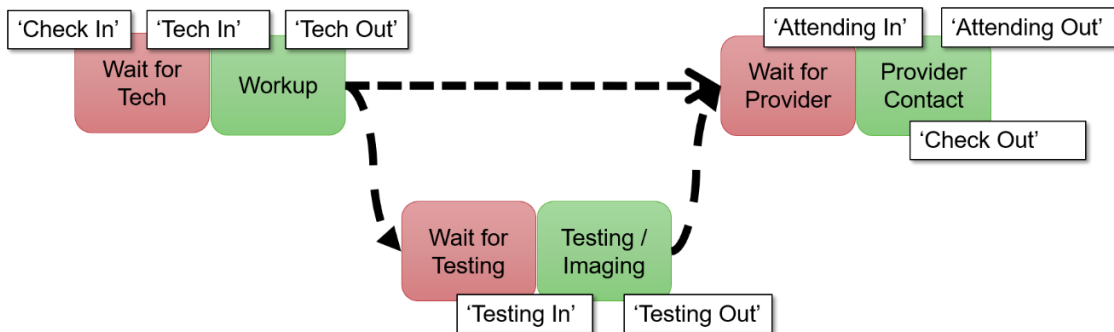 ‘Check In’
‘Tech In’
‘Tech Out’
Wait for
Tech
Workup
‘Attending In’
‘Attending Out’
Wait for
Provider
Provider
Contact
‘Check Out’
Wait for
Testing
Testing /
Imaging
‘Testing In’
‘Testing Out’